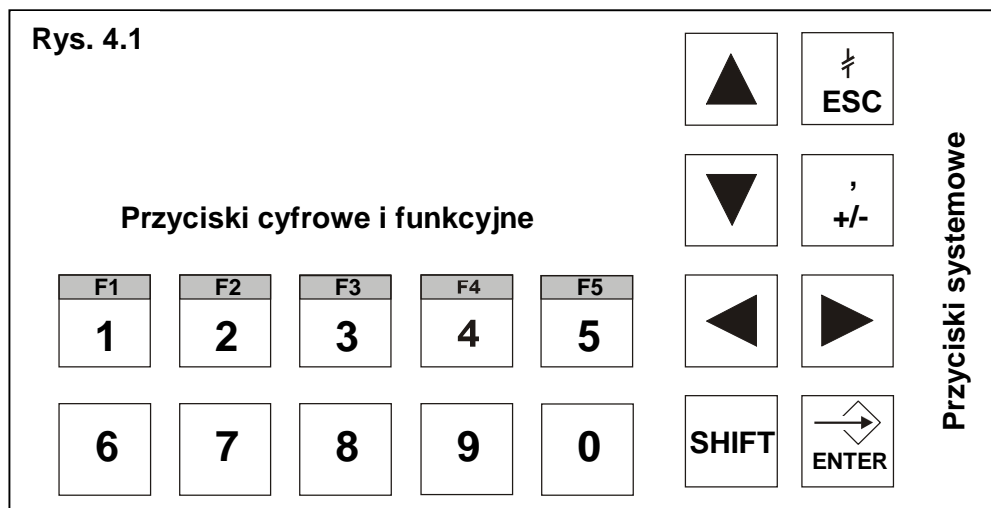 Rys. 4.1
ESC
,
+/-
Przyciski cyfrowe i funkcyjne
F1 F2 F3 F4 F5
1 2 3 4 5
6 7 8 9 0
SHIFT
ENTER
Przyciski systemowe